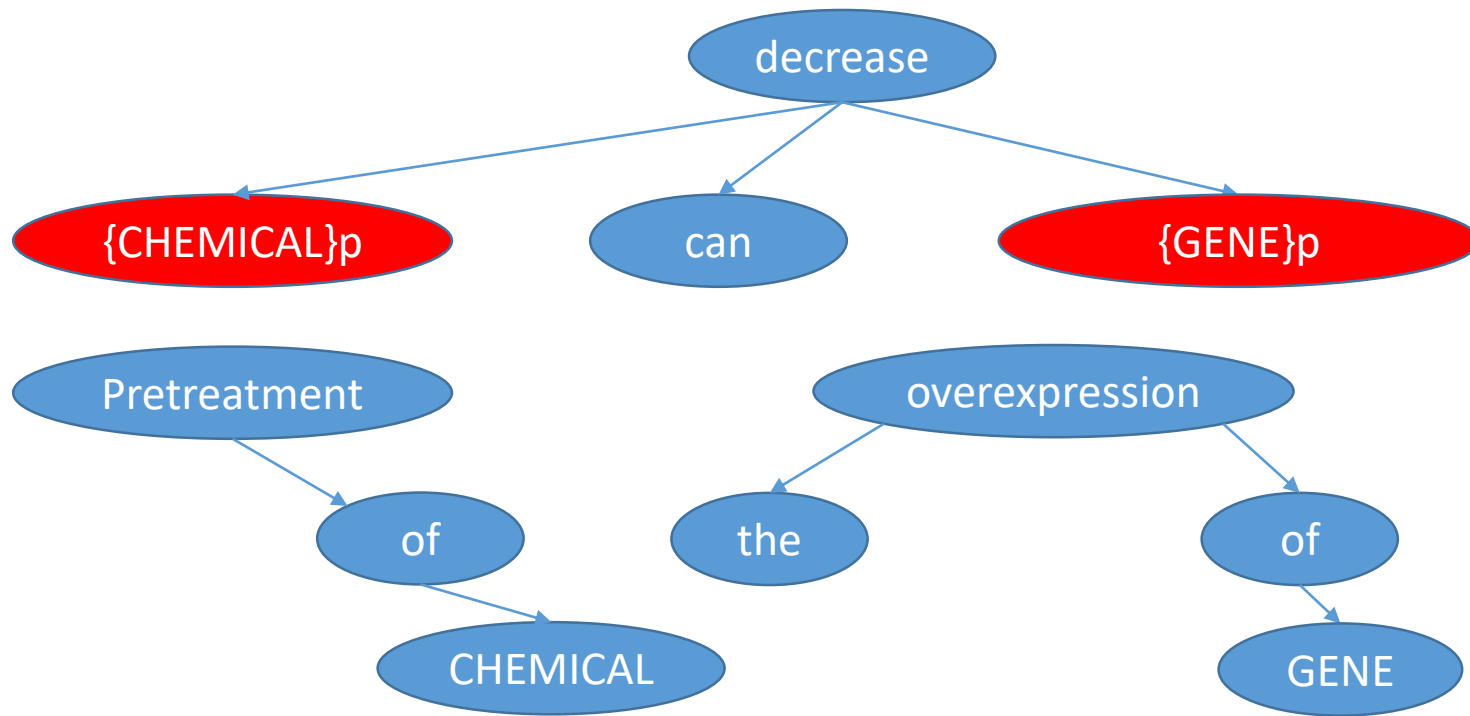 decrease
{CHEMICAL}p
can
{GENE}p
Pretreatment
overexpression
of
the
of
CHEMICAL
GENE